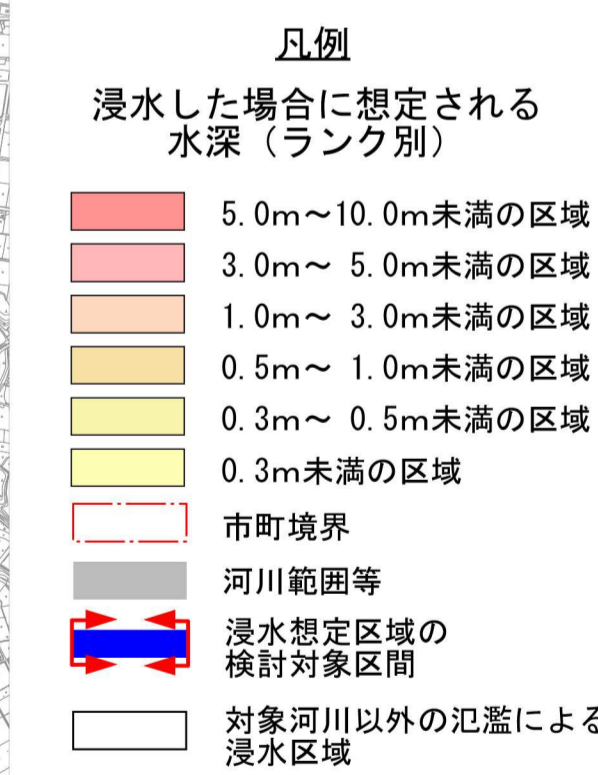 凡例
浸水した場合に想定される
水深（ランク別）
5.0m～10.0m未満の区域
3.0m～ 5.0m未満の区域
1.0m～ 3.0m未満の区域
0.5m～ 1.0m未満の区域
0.3m～ 0.5m未満の区域
0.3m未満の区域
市町境界
河川範囲等
浸水想定区域の
検討対象区間
対象河川以外の氾濫による
浸水区域